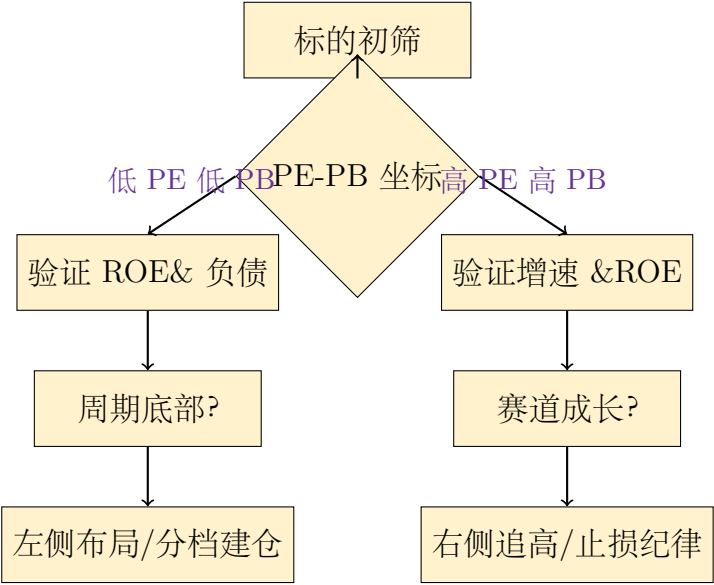 标的初筛
低 PE 低 PB
PE-PB 坐标
高 PE 高 PB
验证 ROE& 负债
验证增速 &ROE
周期底部?
赛道成长?
左侧布局/分档建仓
右侧追高/止损纪律